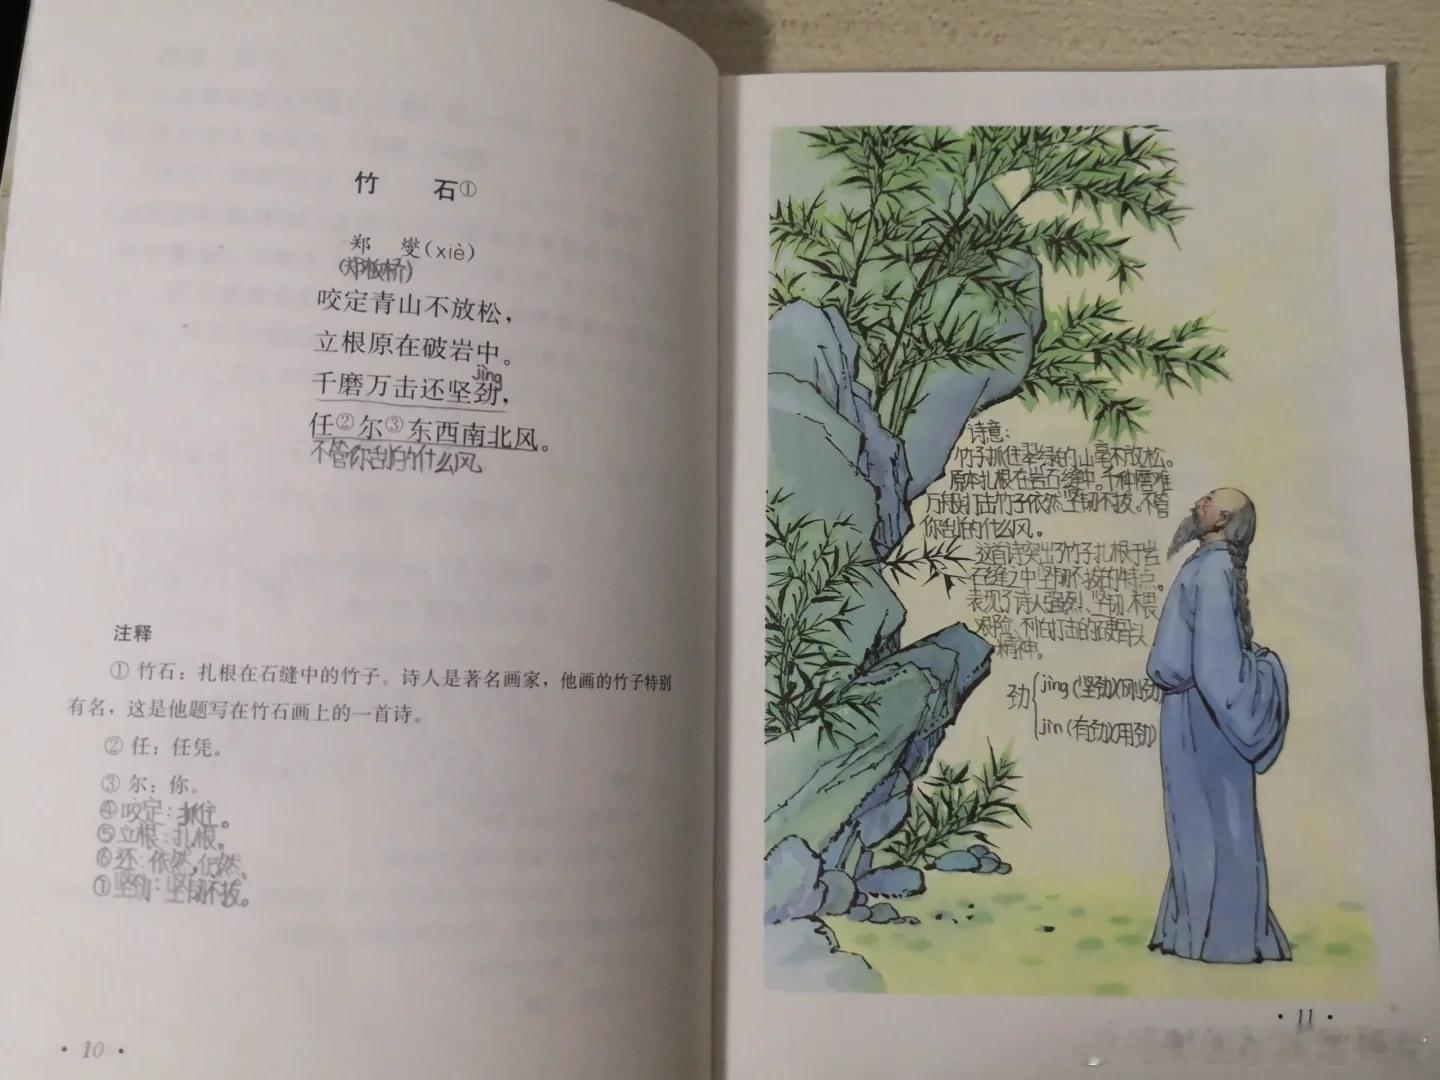 竹 石①
郑 燮(xiè)
(郑板桥)
咬定青山不放松，
立根原在破岩中。
jìng
千磨万击还坚劲，
任②尔③东西南北风。
不管你刮的什么风
注释
① 竹石：扎根在石缝中的竹子。诗人是著名画家，他画的竹子特别
有名，这是他题写在竹石画上的一首诗。
② 任：任凭。
③ 尔：你。
④咬定：抓住。
⑤立根：扎根。
⑥还：依然，仍然。
⑦坚劲：坚韧不拔。
·10·
诗意：
竹子抓住翠绿的山毫不放松。
原本扎根在岩石缝中。千种磨难
万般打击竹子依然坚韧不拔。不管
你刮的什么风。
这首诗突出了竹子扎根于岩
石缝之中坚韧不拔的特点。
表现了诗人强烈、坚韧、不畏
艰险、不怕打击的硬骨头
精神。
劲{jìng(坚劲)(风劲)
jìn(有劲)(用劲)
·11·